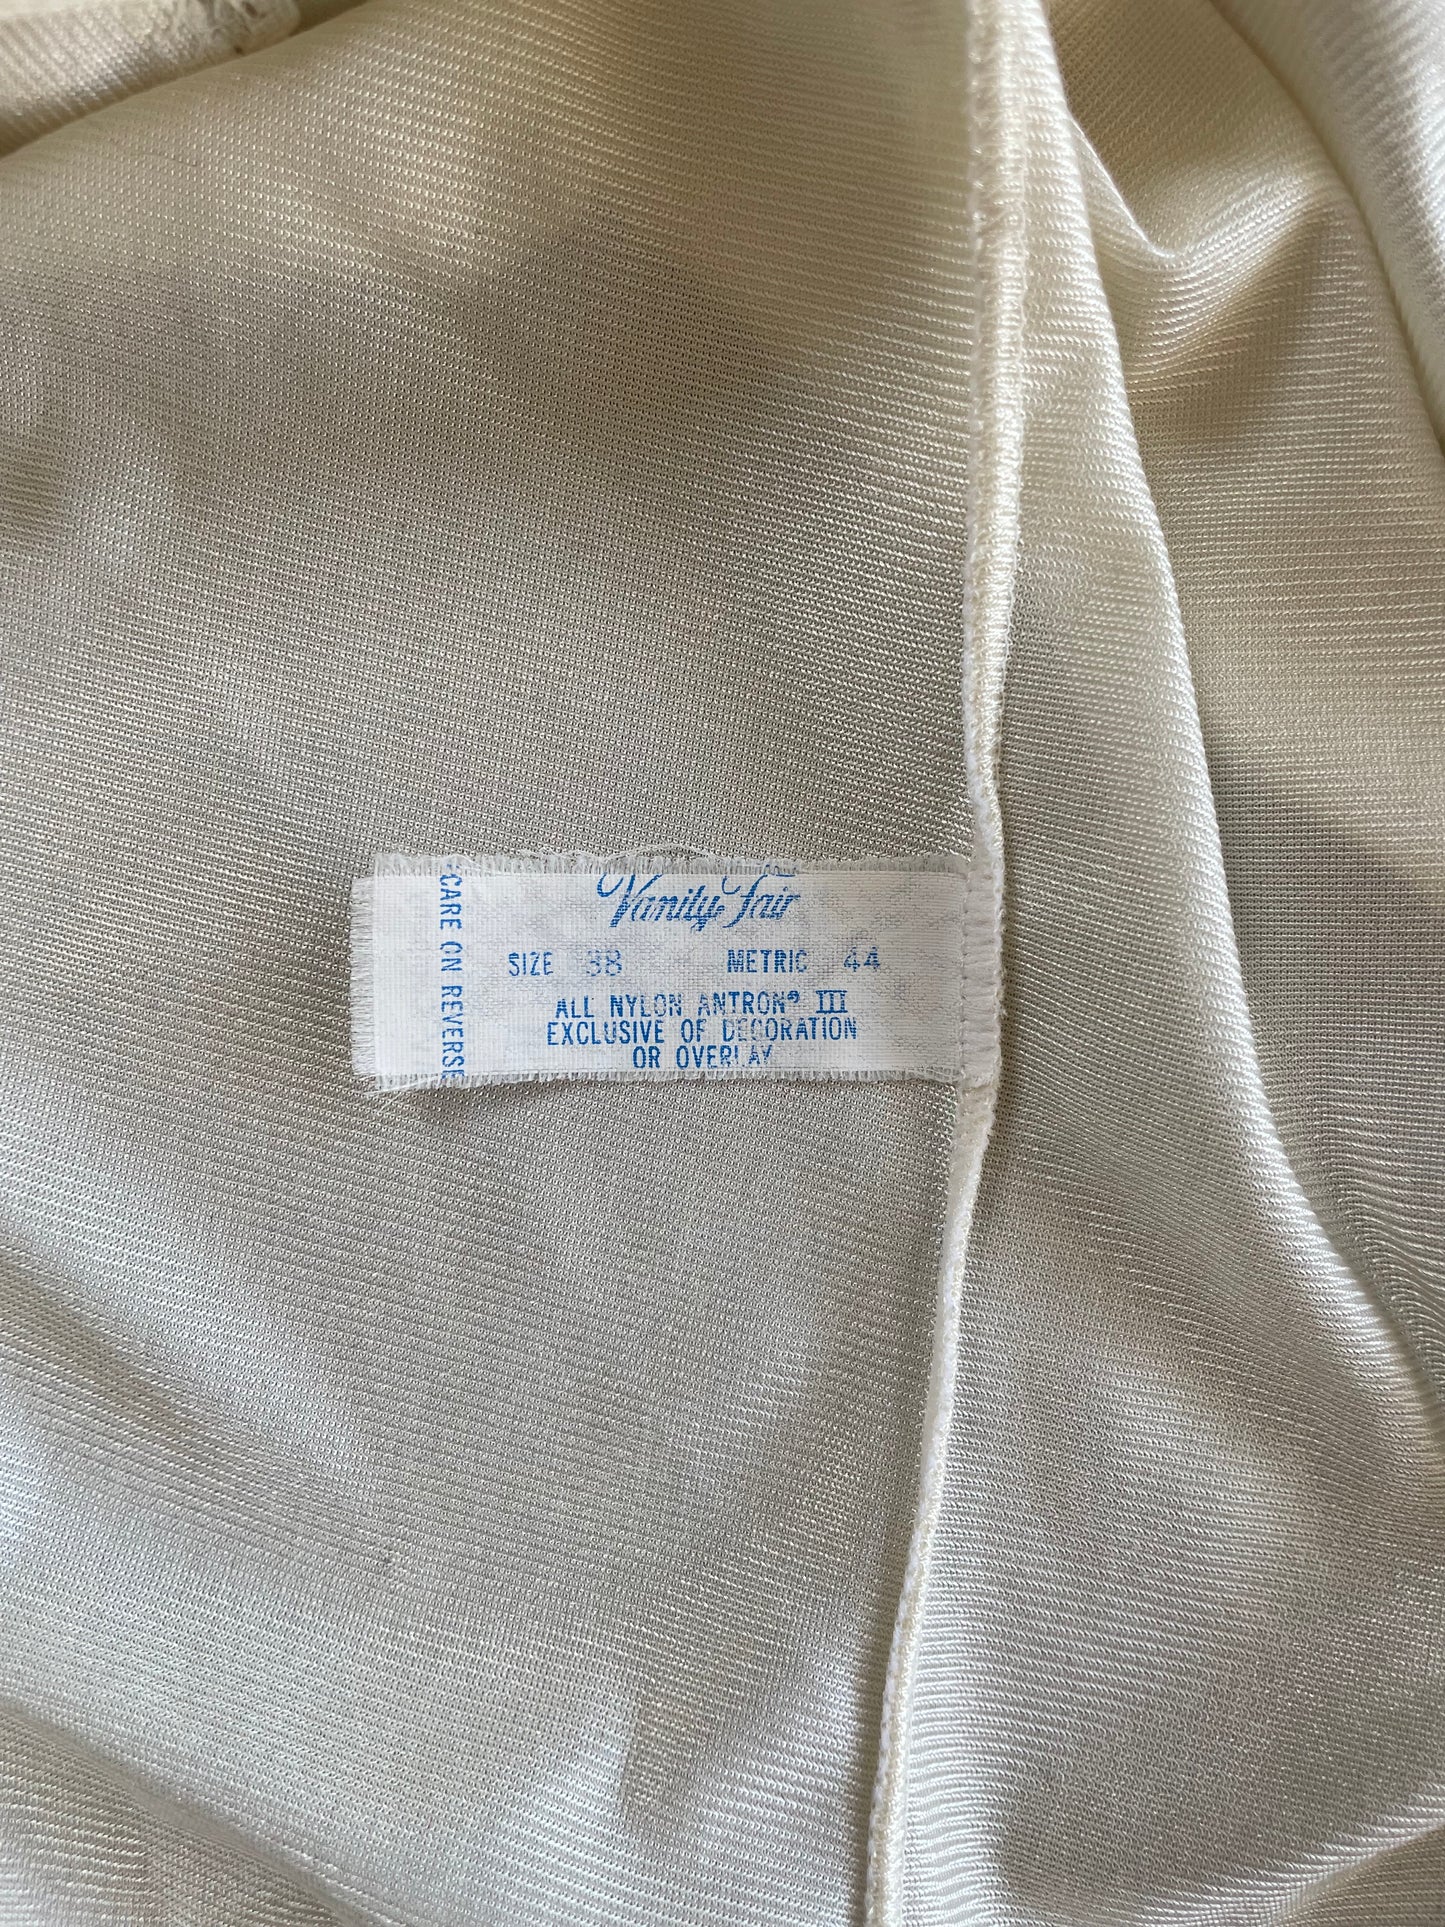 Vanity Fair
SIZE 38 METRIC 44
ALL NYLON ANTRON® III
EXCLUSIVE OF DECORATION
OR OVERLAY
CARE ON REVERSE